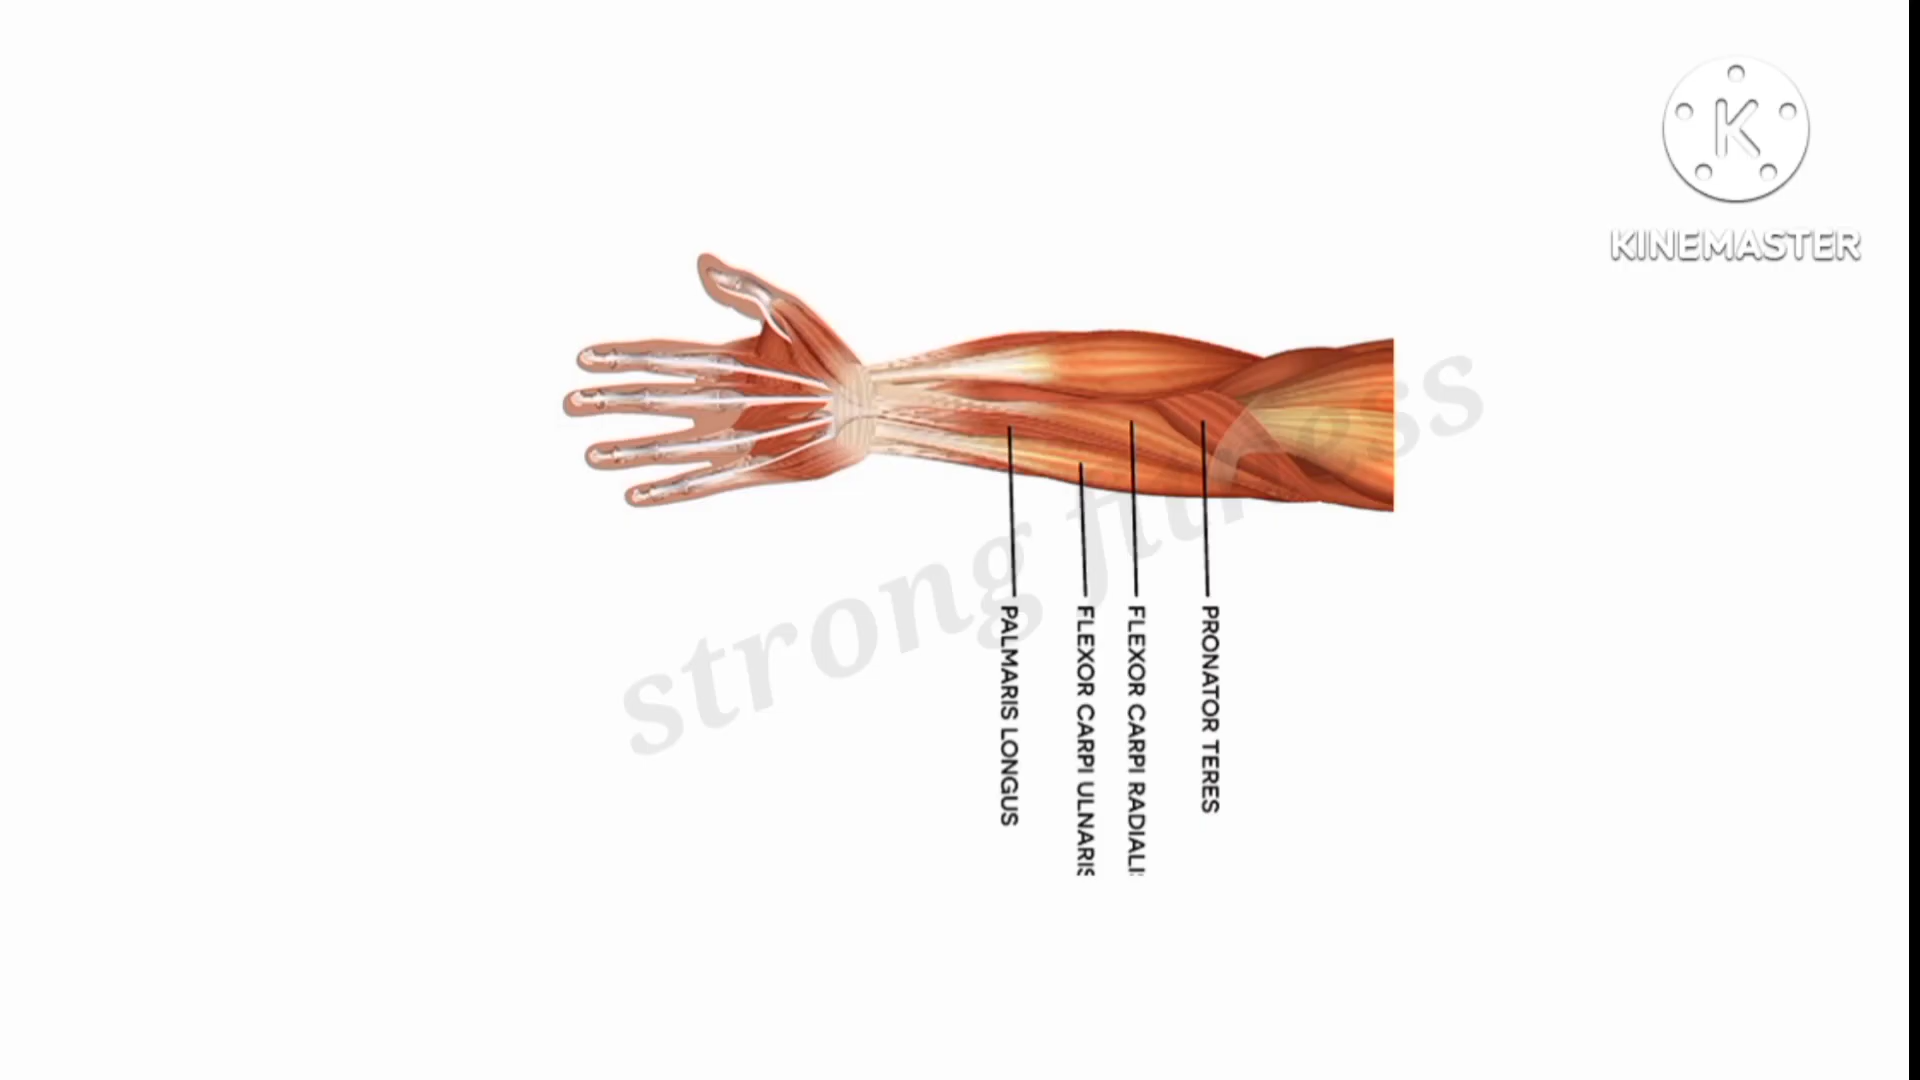 K
KINEMASTER
strong fitness
PALMARIS LONGUS
FLEXOR CARPI ULNARIS
FLEXOR CARPI RADIALIS
PRONATOR TERES